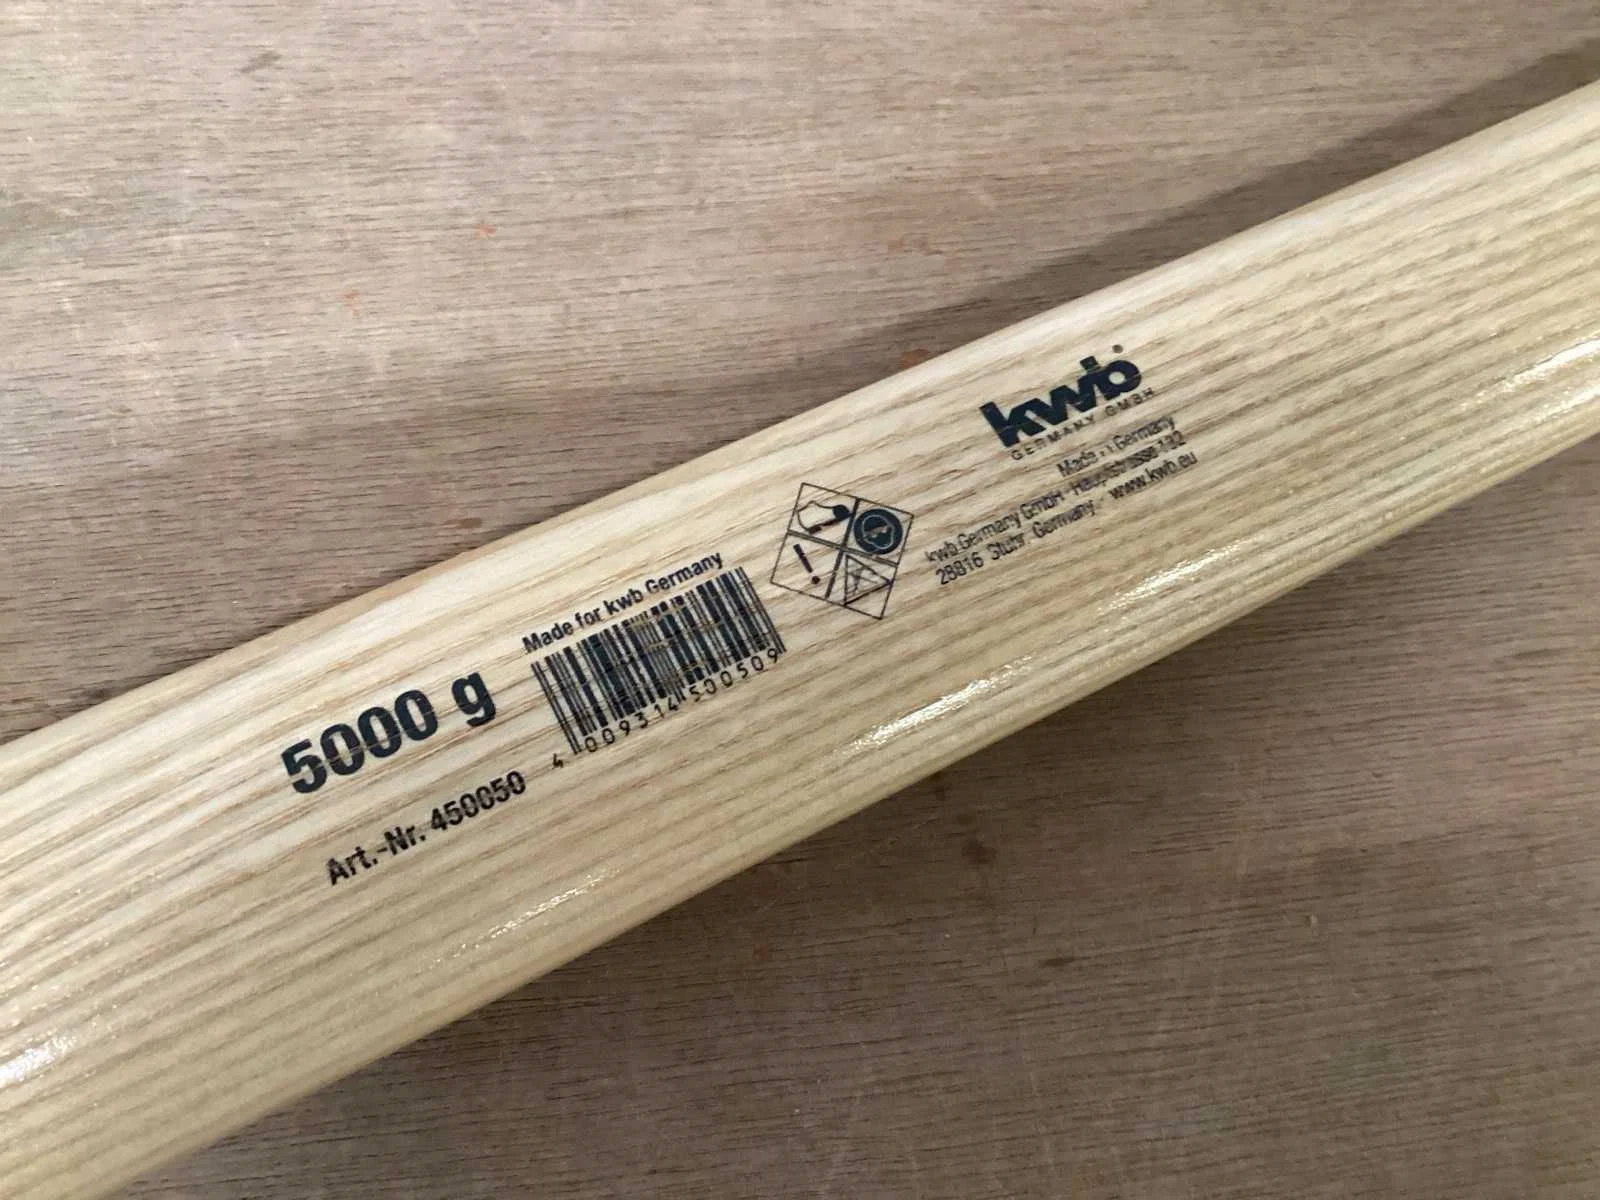 5000 g
Art.-Nr. 450050
Made for kwb Germany
4 009314 500509
!
kwb®
GERMANY GMBH
Made in Germany
kwb Germany GmbH · Hauptstrasse 132
28816 Stuhr, Germany · www.kwb.eu